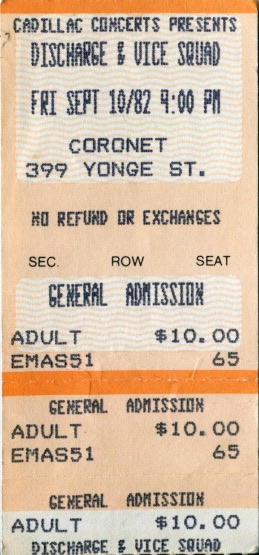 CADILLAC CONCERTS PRESENTS
DISCHARGE & VICE SQUAD
FRI SEPT 10/82 9:00 PM
CORONET
399 YONGE ST.
NO REFUND OR EXCHANGES
SEC. ROW SEAT
GENERAL ADMISSION
ADULT $10.00
EMAS51 65
GENERAL ADMISSION
ADULT $10.00
EMAS51 65
GENERAL ADMISSION
ADULT $10.00
DISCHARGE & VICE SQUAD